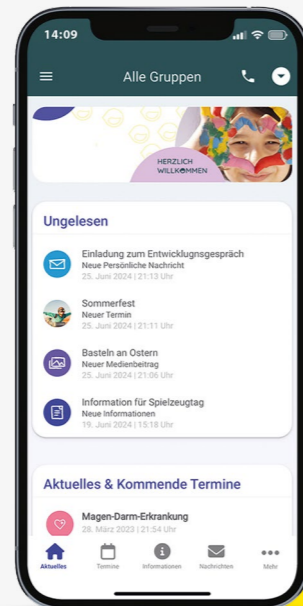 14:09
Alle Gruppen
HERZLICH
WILLKOMMEN
Ungelesen
Einladung zum Entwicklugnsgespräch
Neue Persönliche Nachricht
25. Juni 2024 | 21:13 Uhr
Sommerfest
Neuer Termin
25. Juni 2024 | 21:11 Uhr
Basteln an Ostern
Neuer Medienbeitrag
25. Juni 2024 | 21:06 Uhr
Information für Spielzeugtag
Neue Informationen
19. Juni 2024 | 15:18 Uhr
Aktuelles & Kommende Termine
Magen-Darm-Erkrankung
28. März 2023 | 21:54 Uhr
Aktuelles Termine Informationen Nachrichten Mehr